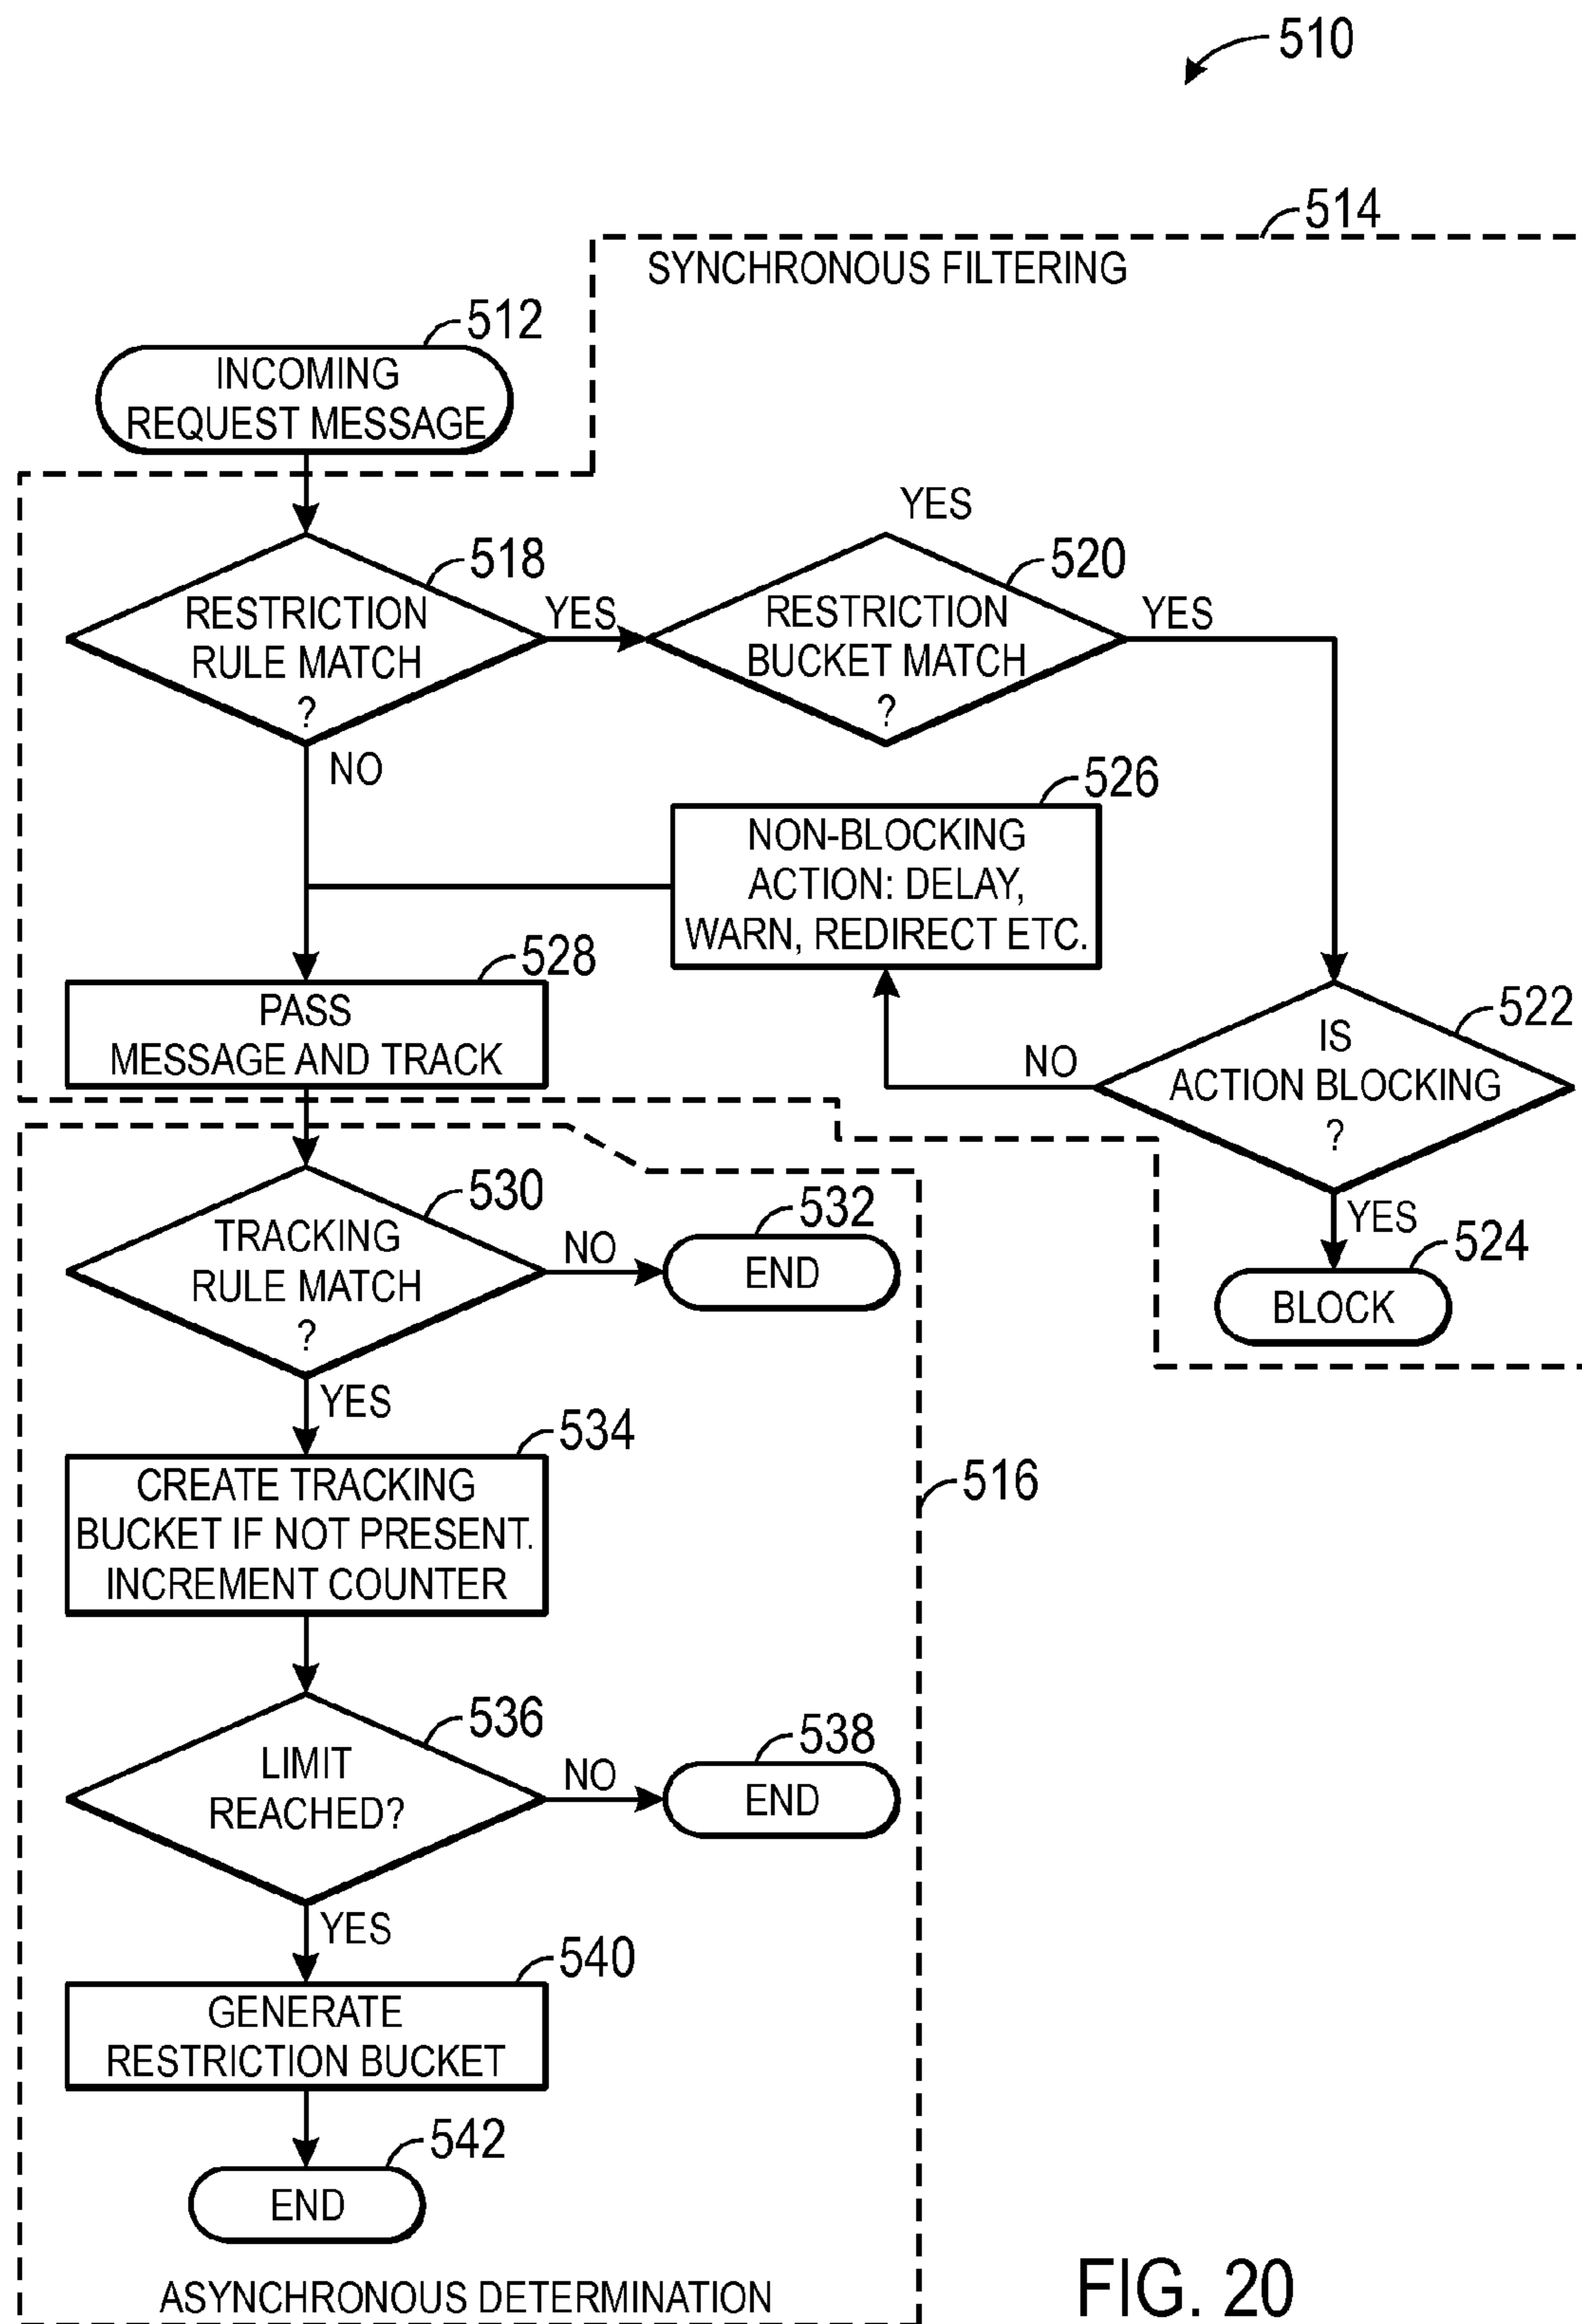 510
514
SYNCHRONOUS FILTERING
512
INCOMING
REQUEST MESSAGE
YES
518
RESTRICTION
RULE MATCH
?
YES
520
RESTRICTION
BUCKET MATCH
?
YES
NO
526
NON-BLOCKING
ACTION: DELAY,
WARN, REDIRECT ETC.
528
PASS
MESSAGE AND TRACK
522
IS
ACTION BLOCKING
?
NO
YES
524
BLOCK
530
TRACKING
RULE MATCH
?
NO
532
END
YES
534
CREATE TRACKING
BUCKET IF NOT PRESENT.
INCREMENT COUNTER
516
536
LIMIT
REACHED?
NO
538
END
YES
540
GENERATE
RESTRICTION BUCKET
542
END
ASYNCHRONOUS DETERMINATION
FIG. 20